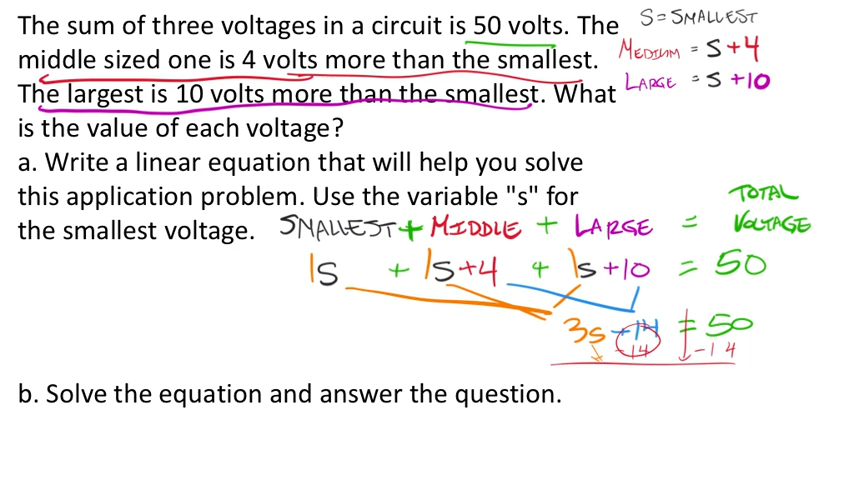 The sum of three voltages in a circuit is 50 volts. The
middle sized one is 4 volts more than the smallest.
The largest is 10 volts more than the smallest. What
is the value of each voltage?
S = SMALLEST
MEDIUM = S + 4
LARGE = S + 10
a. Write a linear equation that will help you solve
this application problem. Use the variable "s" for
the smallest voltage.
SMALLEST + MIDDLE + LARGE = TOTAL VOLTAGE
1S + 1S + 4 + 1S + 10 = 50
3S + 14 = 50
-14 -14
b. Solve the equation and answer the question.